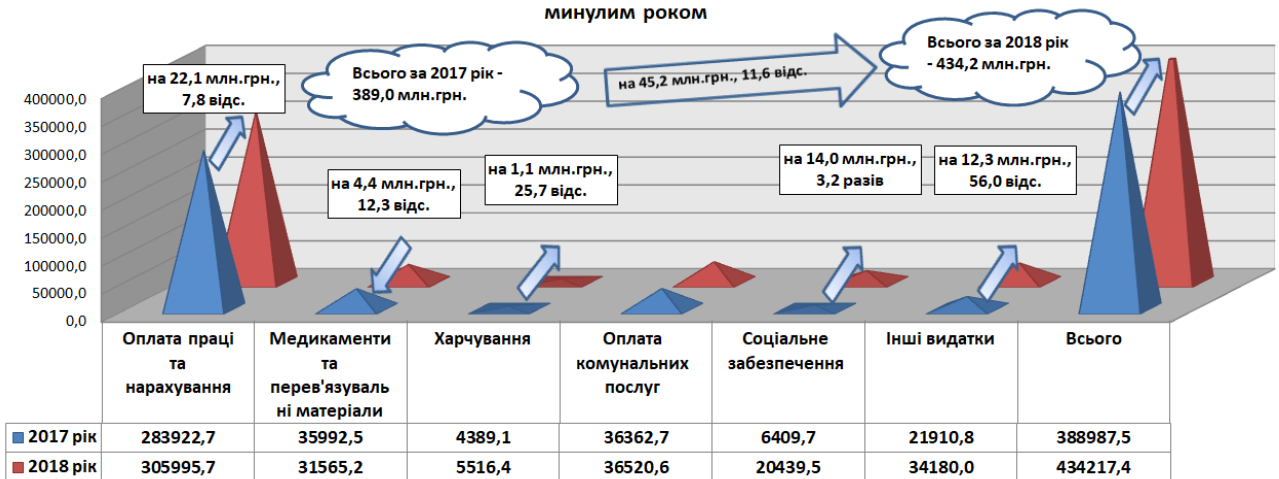 минулим роком
на 22,1 млн.грн.,
7,8 відс.
Всього за 2017 рік -
389,0 млн.грн.
на 45,2 млн.грн., 11,6 відс.
Всього за 2018 рік
- 434,2 млн.грн.
на 4,4 млн.грн.,
12,3 відс.
на 1,1 млн.грн.,
25,7 відс.
на 14,0 млн.грн.,
3,2 разів
на 12,3 млн.грн.,
56,0 відс.
400000,0
350000,0
300000,0
250000,0
200000,0
150000,0
100000,0
50000,0
0,0
Оплата праці
та
нарахування
Медикаменти
та
перев'язуваль
ні матеріали
Харчування
Оплата
комунальних
послуг
Соціальне
забезпечення
Інші видатки
Всього
2017 рік 283922,7 35992,5 4389,1 36362,7 6409,7 21910,8 388987,5
2018 рік 305995,7 31565,2 5516,4 36520,6 20439,5 34180,0 434217,4